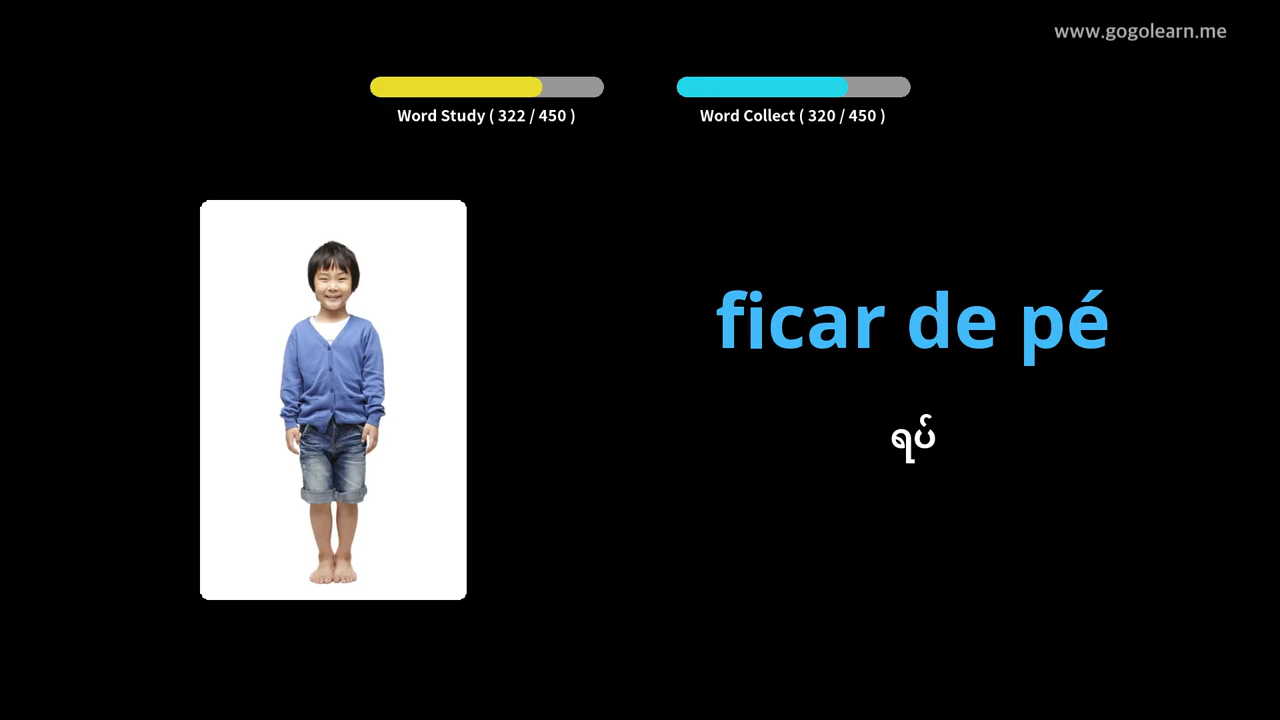 www.gogolearn.me
Word Study ( 322 / 450 )
Word Collect ( 320 / 450 )
ficar de pé
ရပ်